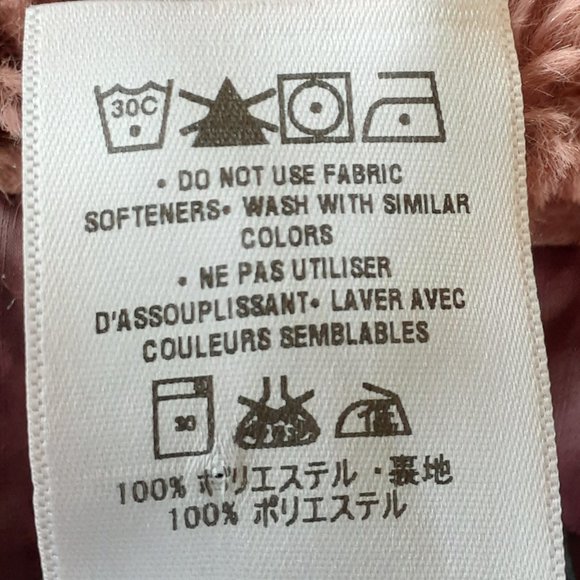 30C
• DO NOT USE FABRIC
SOFTENERS• WASH WITH SIMILAR
COLORS
• NE PAS UTILISER
D'ASSOUPLISSANT• LAVER AVEC
COULEURS SEMBLABLES
30 低
100% ポリエステル・裏地
100% ポリエステル